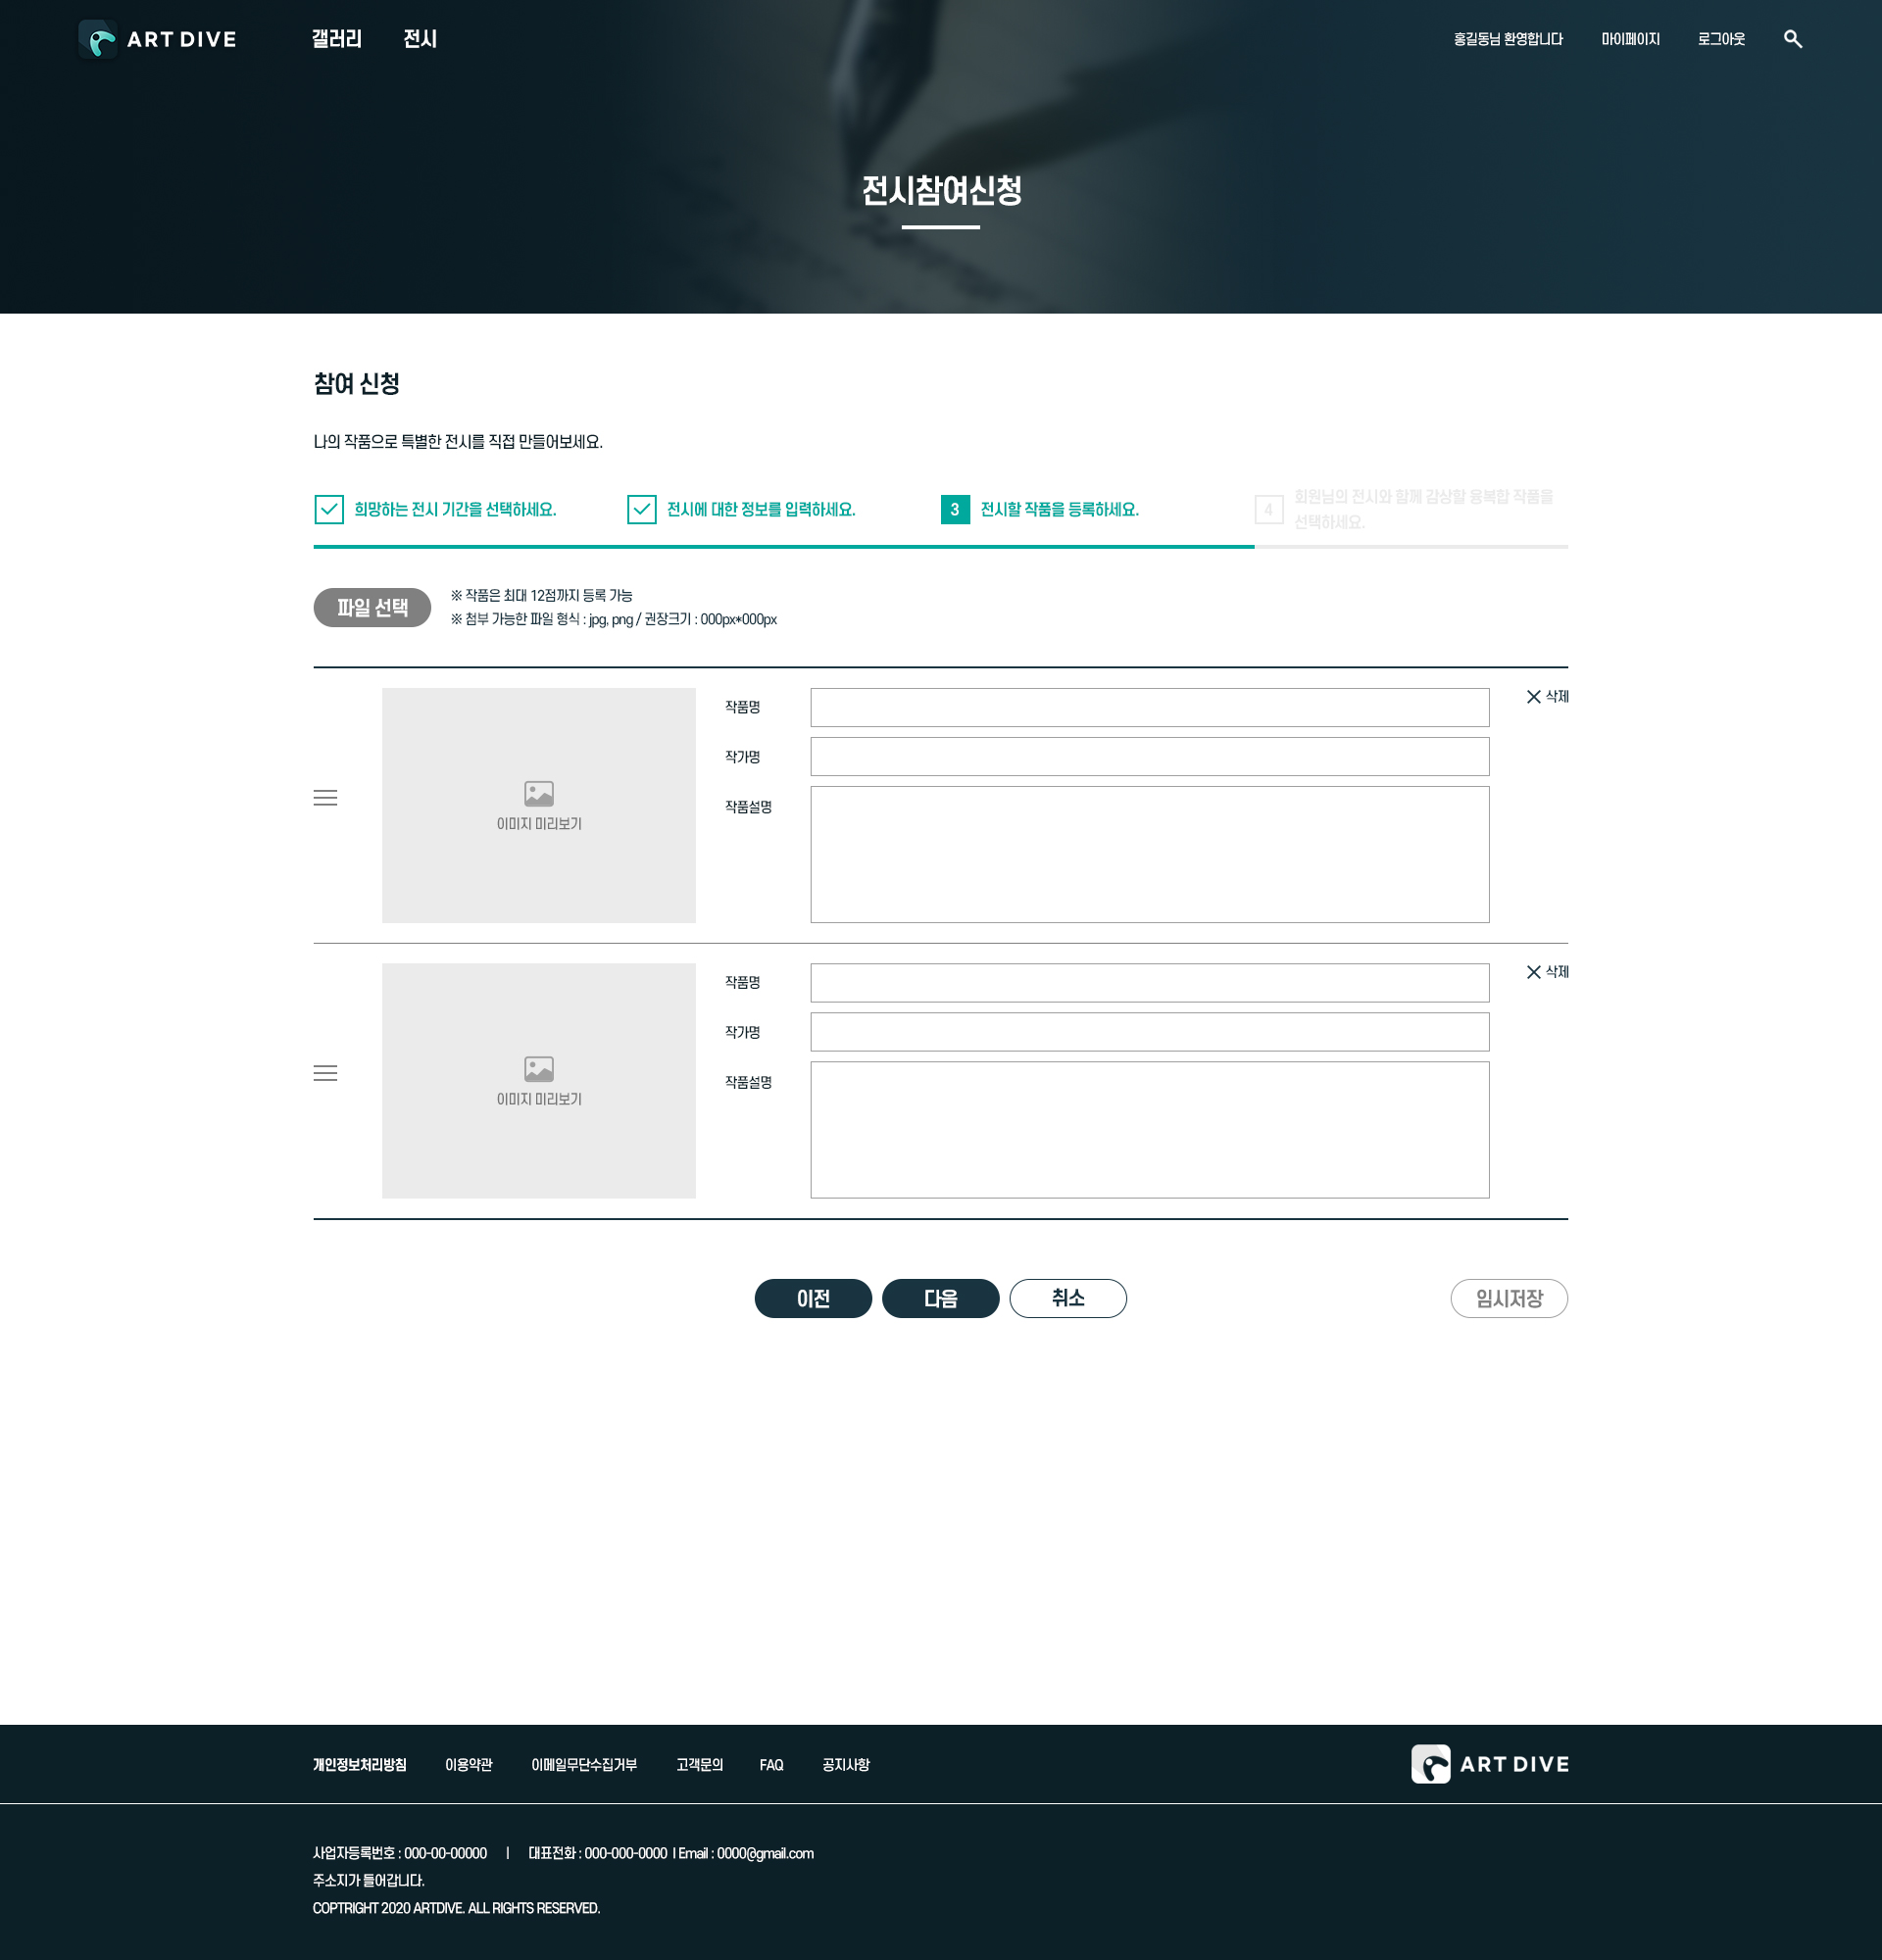 ART DIVE
갤러리
전시
홍길동님 환영합니다
마이페이지
로그아웃
전시참여신청
참여 신청
나의 작품으로 특별한 전시를 직접 만들어보세요.
희망하는 전시 기간을 선택하세요.
전시에 대한 정보를 입력하세요.
3 전시할 작품을 등록하세요.
4 회원님의 전시와 함께 감상할 융복합 작품을
선택하세요.
파일 선택
※ 작품은 최대 12점까지 등록 가능
※ 첨부 가능한 파일 형식 : jpg, png / 권장크기 : 000px*000px
이미지 미리보기
작품명
작가명
작품설명
삭제
이미지 미리보기
작품명
작가명
작품설명
삭제
이전
다음
취소
임시저장
개인정보처리방침
이용약관
이메일무단수집거부
고객문의
FAQ
공지사항
ART DIVE
사업자등록번호 : 000-00-00000 | 대표전화 : 000-000-0000 | Email : 0000@gmail.com
주소지가 들어갑니다.
COPTRIGHT 2020 ARTDIVE. ALL RIGHTS RESERVED.